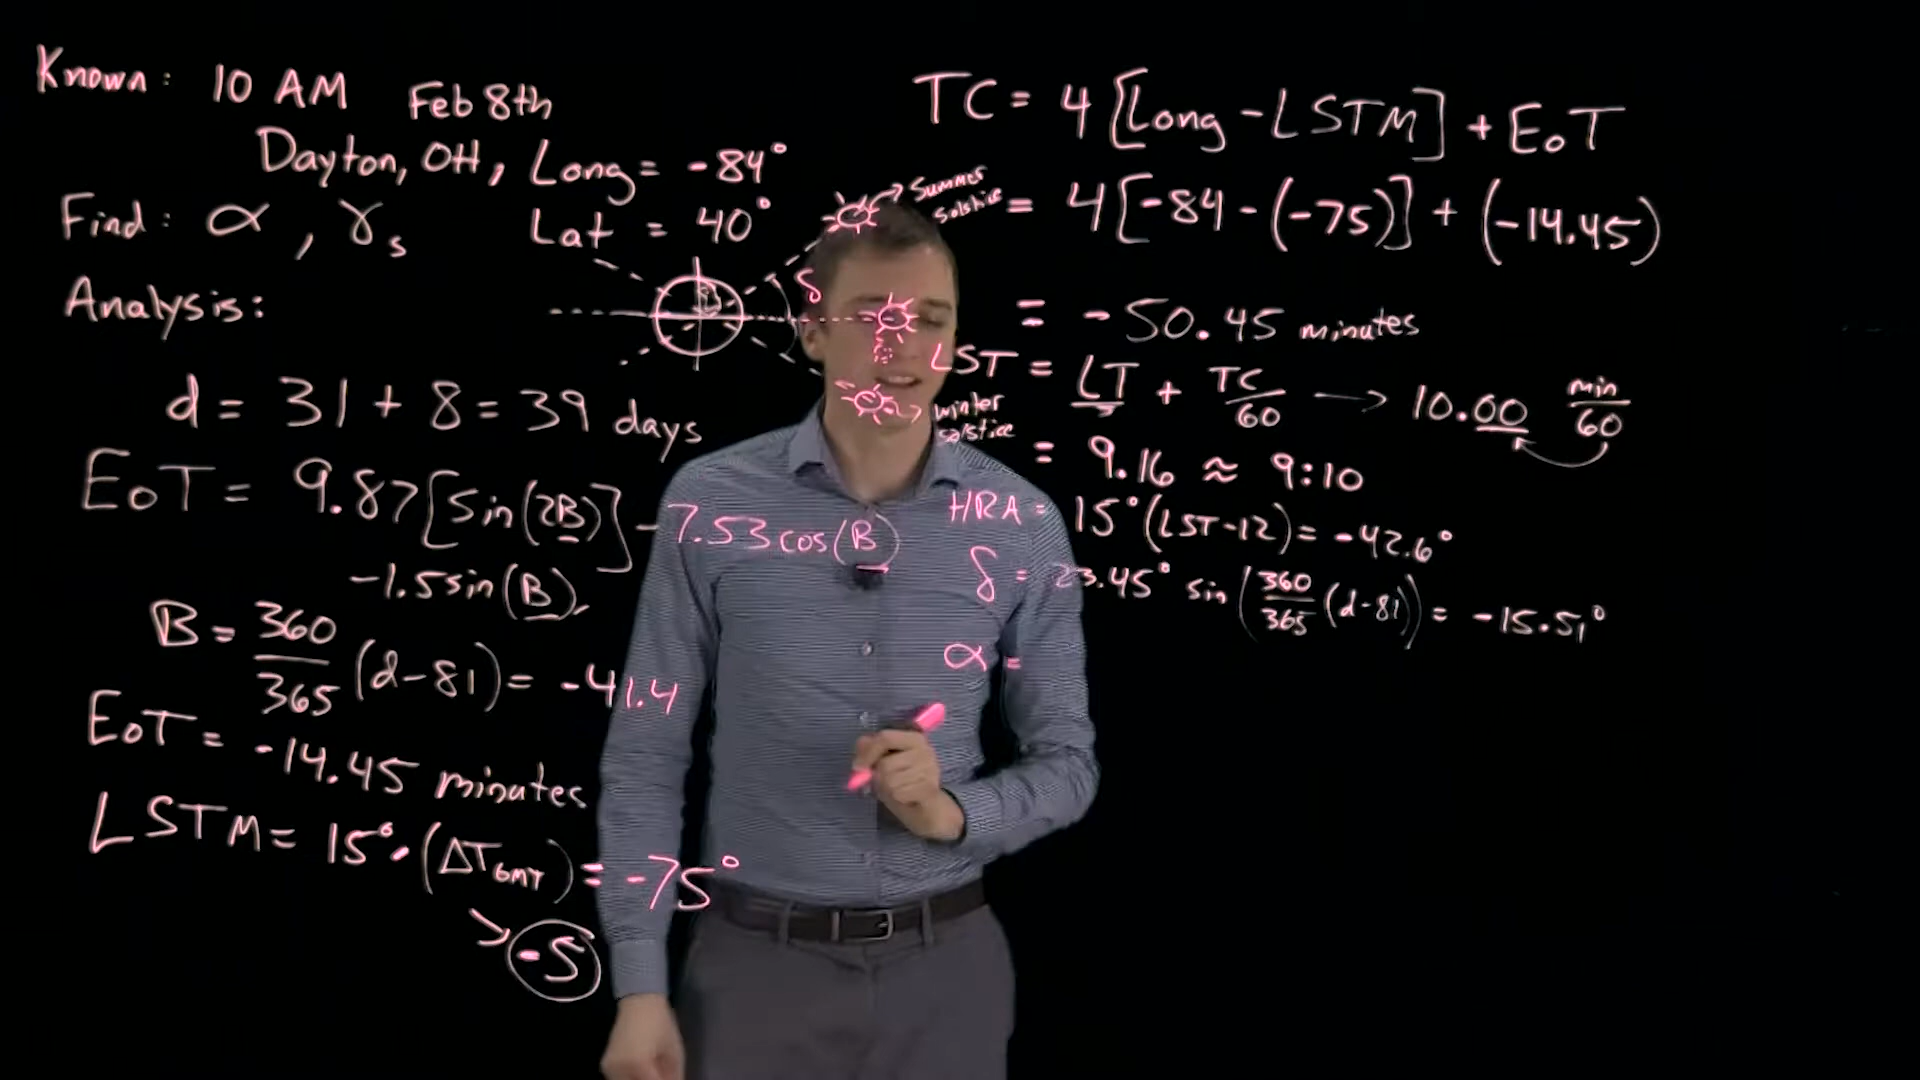 Known: 10 AM Feb 8th
Dayton, OH, Long = -84°
Lat = 40°
Find: α, γs
Analysis:
d = 31 + 8 = 39 days
EoT = 9.87[Sin(2B)] - 7.53 cos(B)
-1.5 sin(B)
B = 360/365 (d-81) = -41.4
EoT = -14.45 minutes
LSTM = 15° • (ΔT GMT) = -75°
-5
Summer
Solstice
δ
winter
solstice
TC = 4 [Long - LSTM] + EoT
= 4[-84 - (-75)] + (-14.45)
= -50.45 minutes
LST = LT + TC/60 → 10.00 min/60
= 9.16 ≈ 9:10
HRA = 15°(LST-12) = -42.6°
δ = 23.45° sin(360/365 (d-81)) = -15.51°
α =